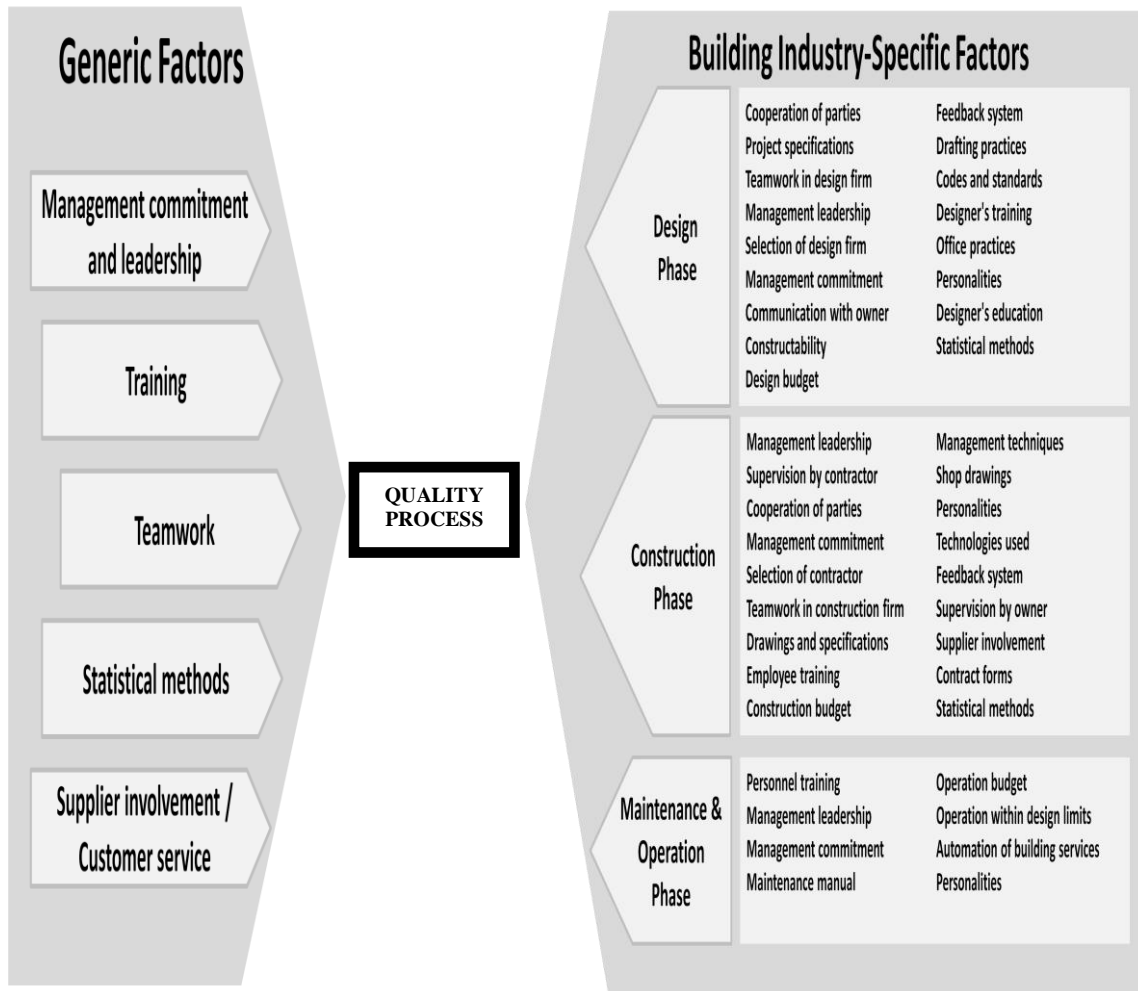 Generic Factors
Management commitment
and leadership
Training
Teamwork
Statistical methods
Supplier involvement /
Customer service
QUALITY
PROCESS
Building Industry-Specific Factors
Design
Phase
Cooperation of parties
Project specifications
Teamwork in design firm
Management leadership
Selection of design firm
Management commitment
Communication with owner
Constructability
Design budget
Feedback system
Drafting practices
Codes and standards
Designer's training
Office practices
Personalities
Designer's education
Statistical methods
Construction
Phase
Management leadership
Supervision by contractor
Cooperation of parties
Management commitment
Selection of contractor
Teamwork in construction firm
Drawings and specifications
Employee training
Construction budget
Management techniques
Shop drawings
Personalities
Technologies used
Feedback system
Supervision by owner
Supplier involvement
Contract forms
Statistical methods
Maintenance &
Operation
Phase
Personnel training
Management leadership
Management commitment
Maintenance manual
Operation budget
Operation within design limits
Automation of building services
Personalities